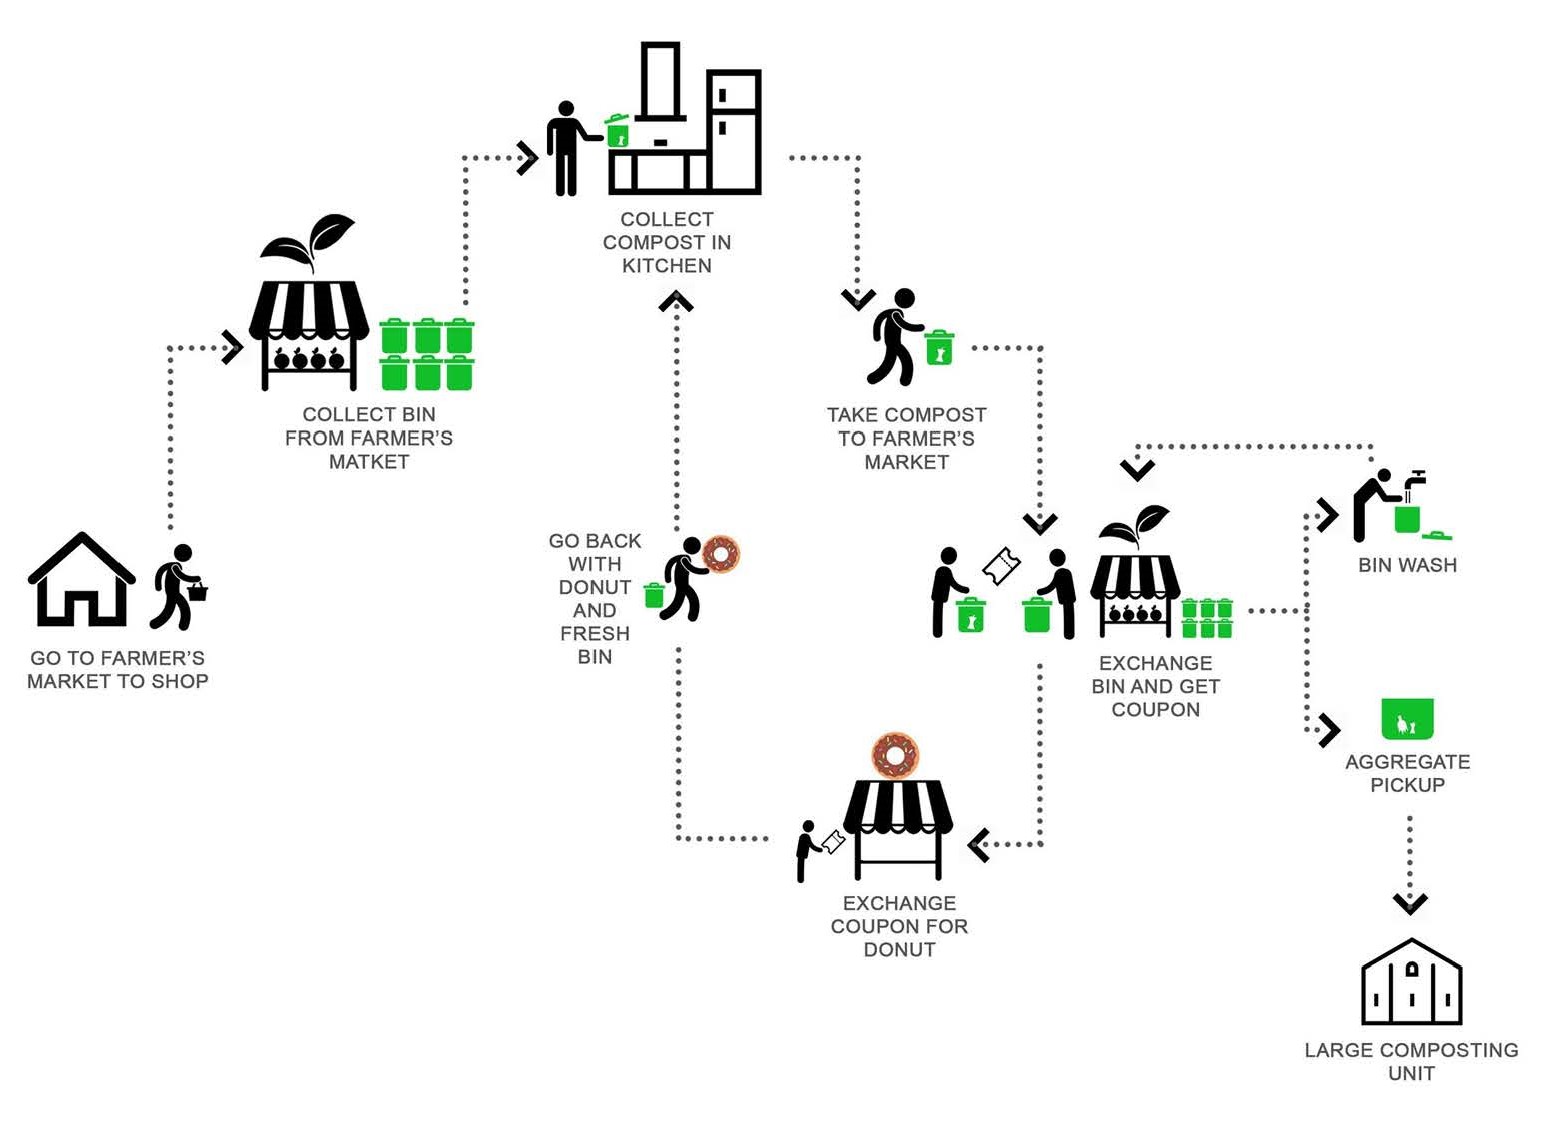 COLLECT
COMPOST IN
KITCHEN
COLLECT BIN
FROM FARMER'S
MATKET
TAKE COMPOST
TO FARMER'S
MARKET
GO BACK
WITH
DONUT
AND
FRESH
BIN
BIN WASH
GO TO FARMER'S
MARKET TO SHOP
EXCHANGE
BIN AND GET
COUPON
AGGREGATE
PICKUP
EXCHANGE
COUPON FOR
DONUT
LARGE COMPOSTING
UNIT